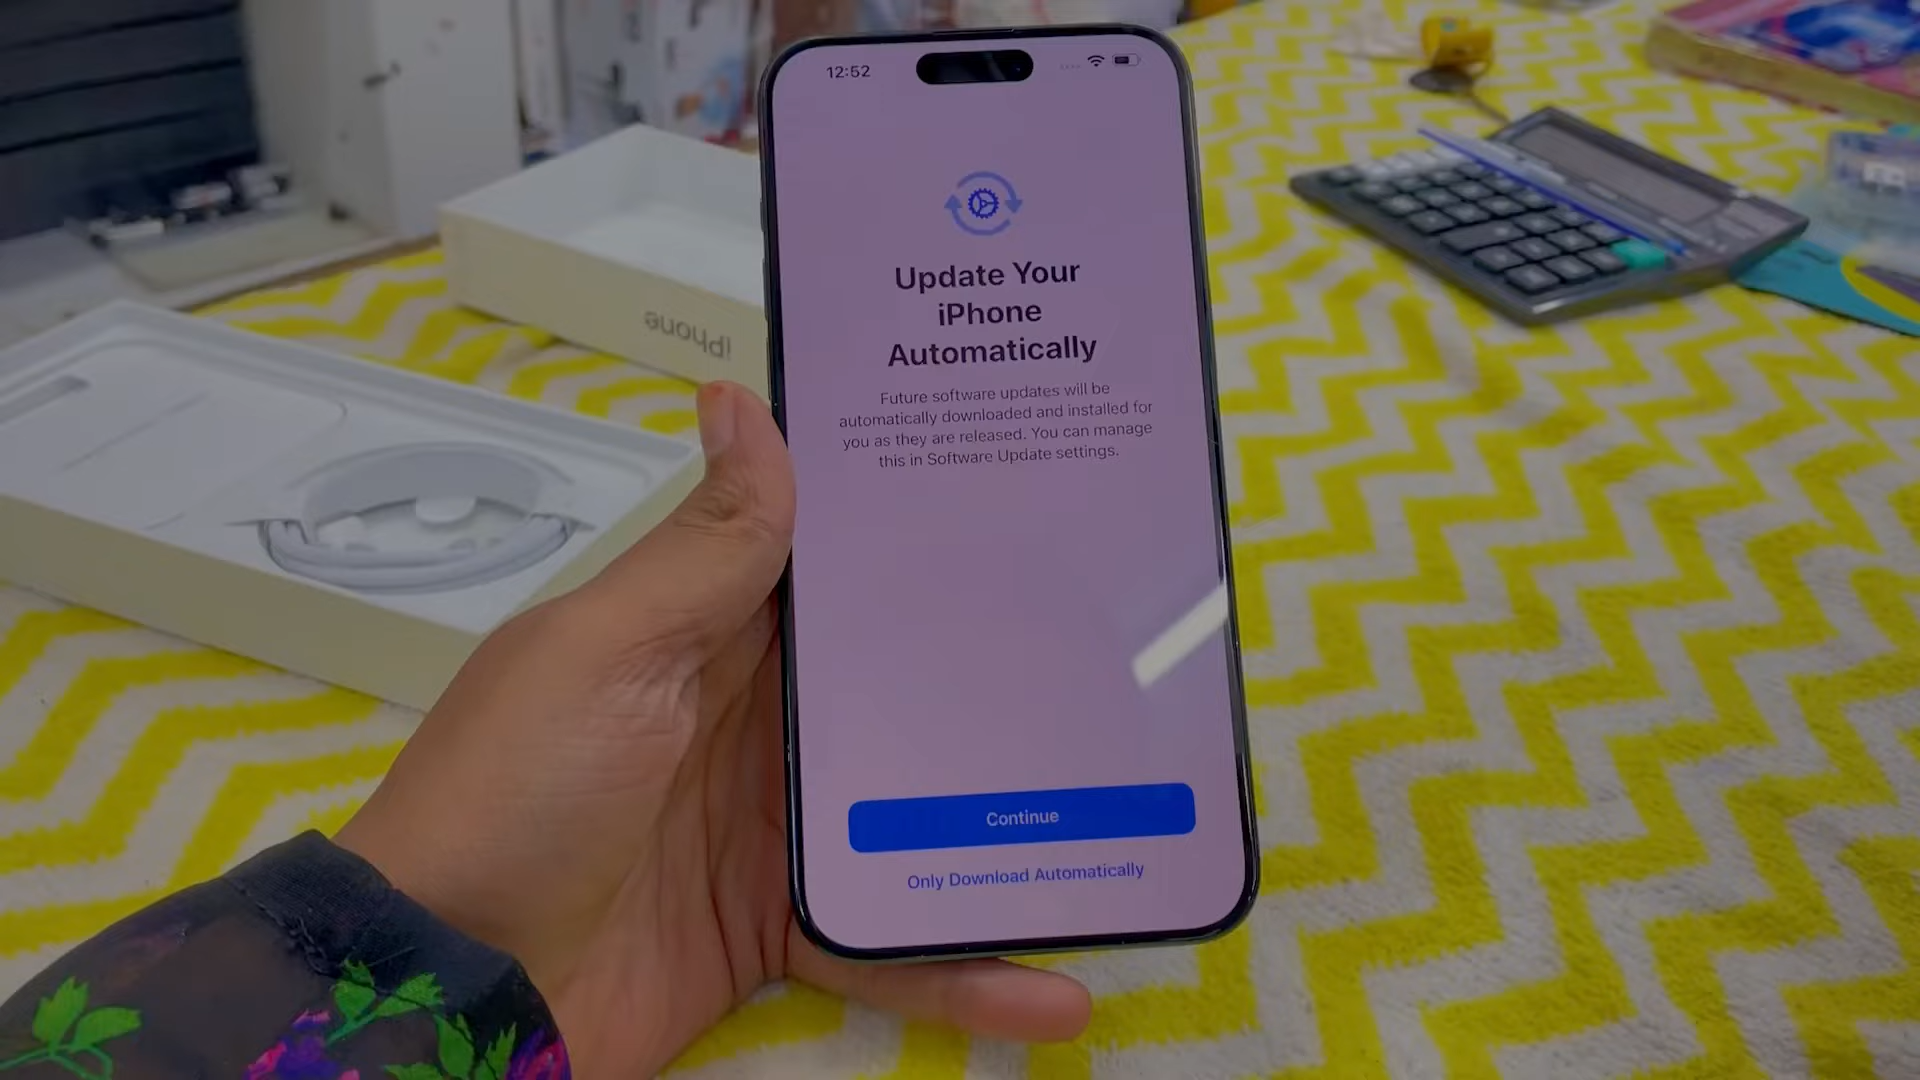 12:52
Update Your
iPhone
Automatically
Future software updates will be
automatically downloaded and installed for
you as they are released. You can manage
this in Software Update settings.
Continue
Only Download Automatically
iPhone